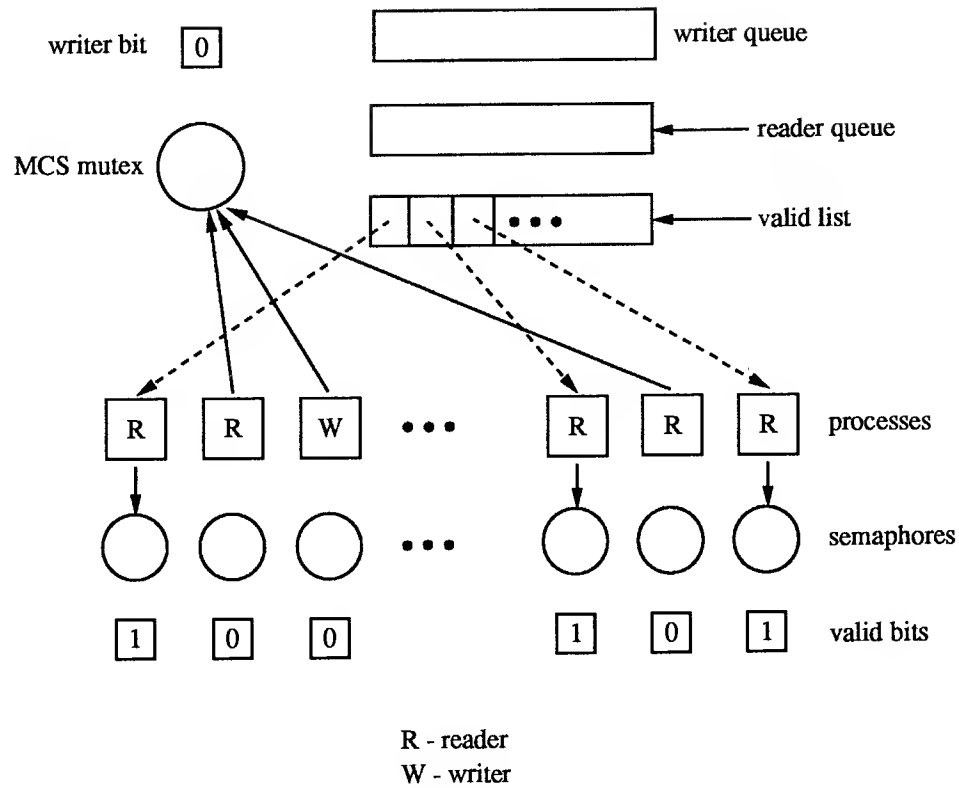 writer bit 0 writer queue
MCS mutex reader queue
valid list
R R W R R R processes
semaphores
1 0 0 1 0 1 valid bits
R - reader
W - writer